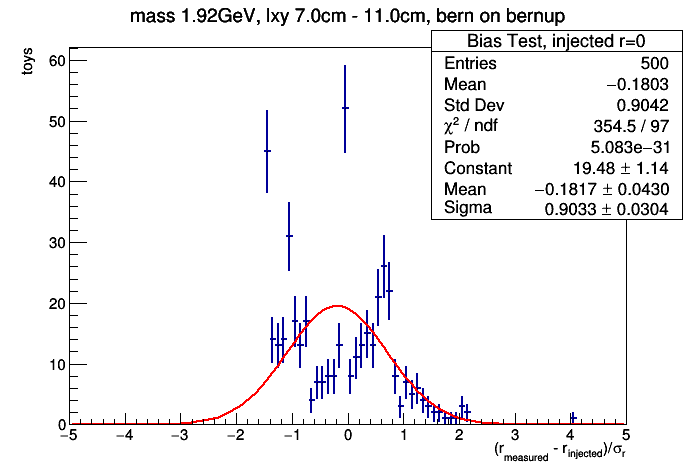 mass 1.92GeV, lxy 7.0cm - 11.0cm, bern on bernup
Bias Test, injected r=0
Entries 500
Mean −0.1803
Std Dev 0.9042
χ² / ndf 354.5 / 97
Prob 5.083e−31
Constant 19.48 ± 1.14
Mean −0.1817 ± 0.0430
Sigma 0.9033 ± 0.0304
toys
60
50
40
30
20
10
0
−5 −4 −3 −2 −1 0 1 2 3 4 5
(r_measured - r_injected)/σ_r